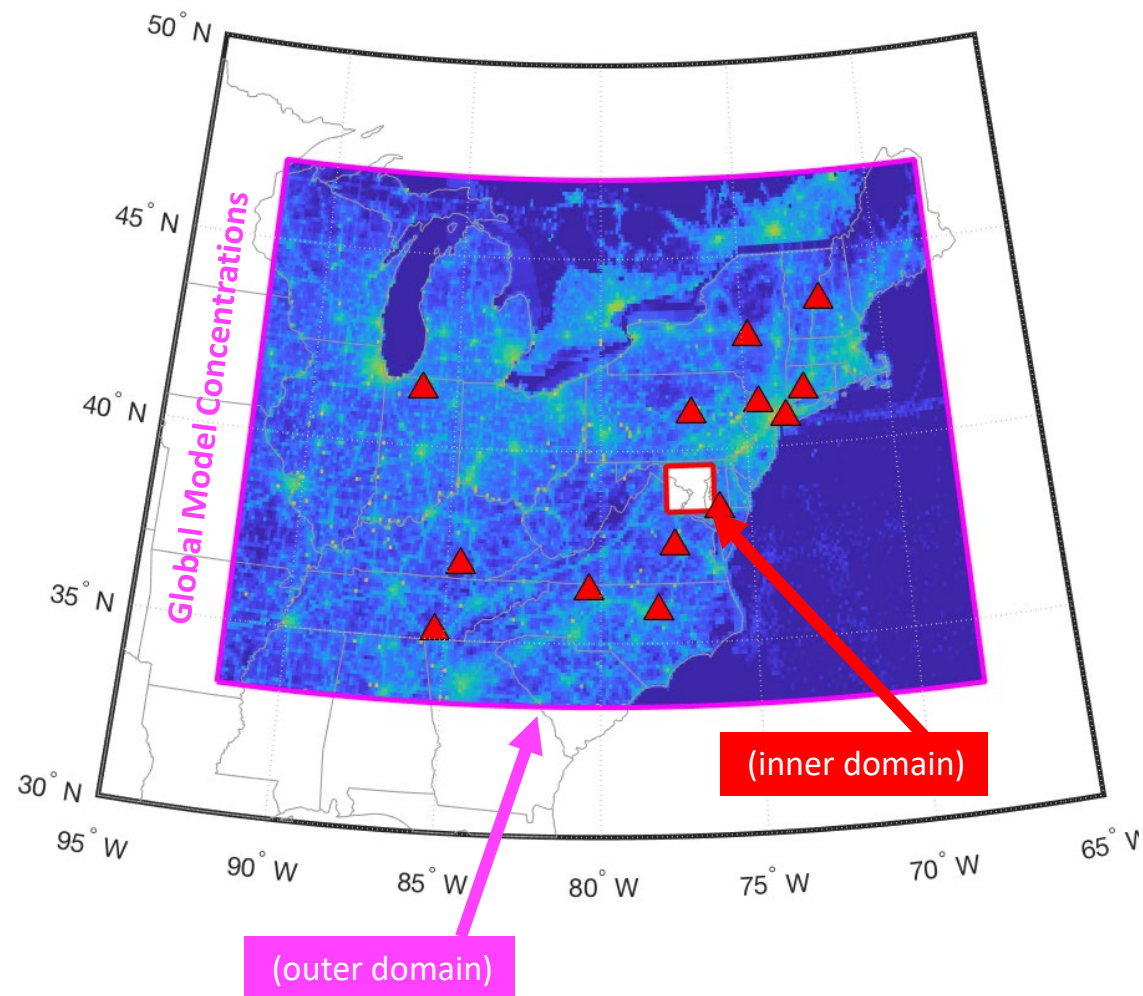 50° N
45° N
40° N
35° N
30° N
Global Model Concentrations
95° W
90° W
85° W
80° W
75° W
70° W
65° W
(inner domain)
(outer domain)